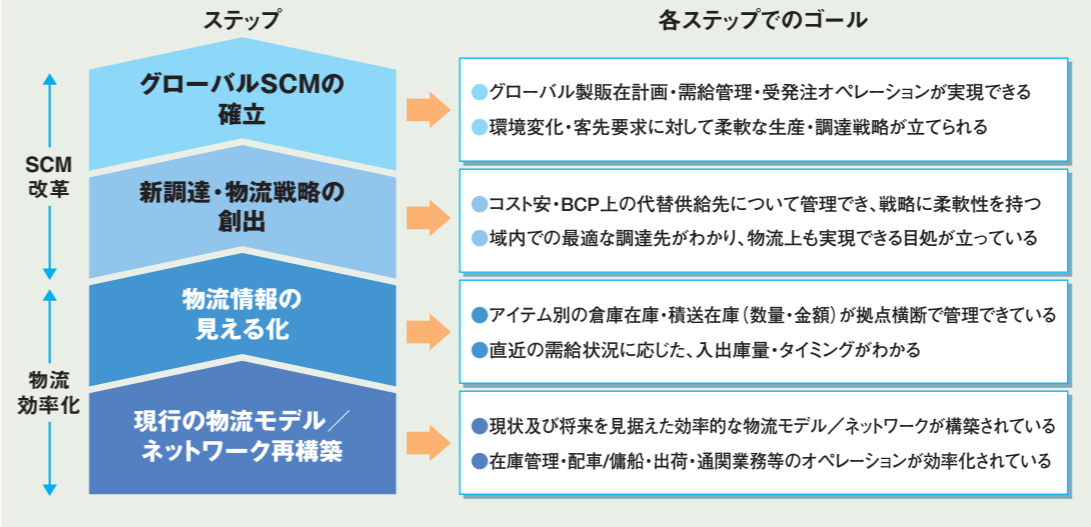 ステップ
各ステップでのゴール
SCM
改革
グローバルSCMの
確立
●グローバル製販在計画・需給管理・受発注オペレーションが実現できる
●環境変化・客先要求に対して柔軟な生産・調達戦略が立てられる
新調達・物流戦略の
創出
●コスト安・BCP上の代替供給先について管理でき、戦略に柔軟性を持つ
●域内での最適な調達先がわかり、物流上も実現できる目処が立っている
物流
効率化
物流情報の
見える化
●アイテム別の倉庫在庫・積送在庫（数量・金額）が拠点横断で管理できている
●直近の需給状況に応じた、入出庫量・タイミングがわかる
現行の物流モデル／
ネットワーク再構築
●現状及び将来を見据えた効率的な物流モデル／ネットワークが構築されている
●在庫管理・配車/傭船・出荷・通関業務等のオペレーションが効率化されている